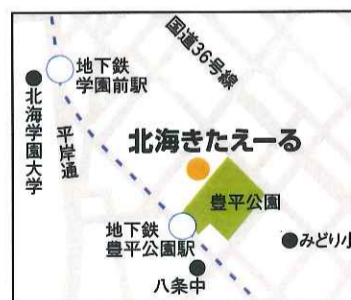 国道36号線
地下鉄
学園前駅
北海学園大学
平岸通
北海きたえーる
豊平公園
地下鉄
豊平公園駅
みどり小
八条中